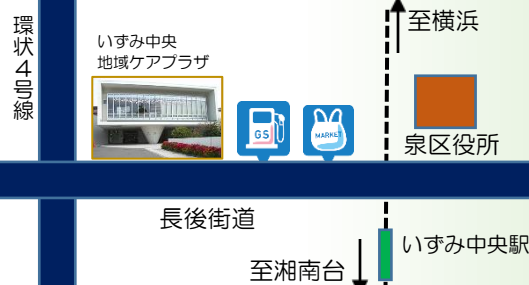 環状４号線
いずみ中央
地域ケアプラザ
GS
MARKET
至横浜
泉区役所
長後街道
いずみ中央駅
至湘南台